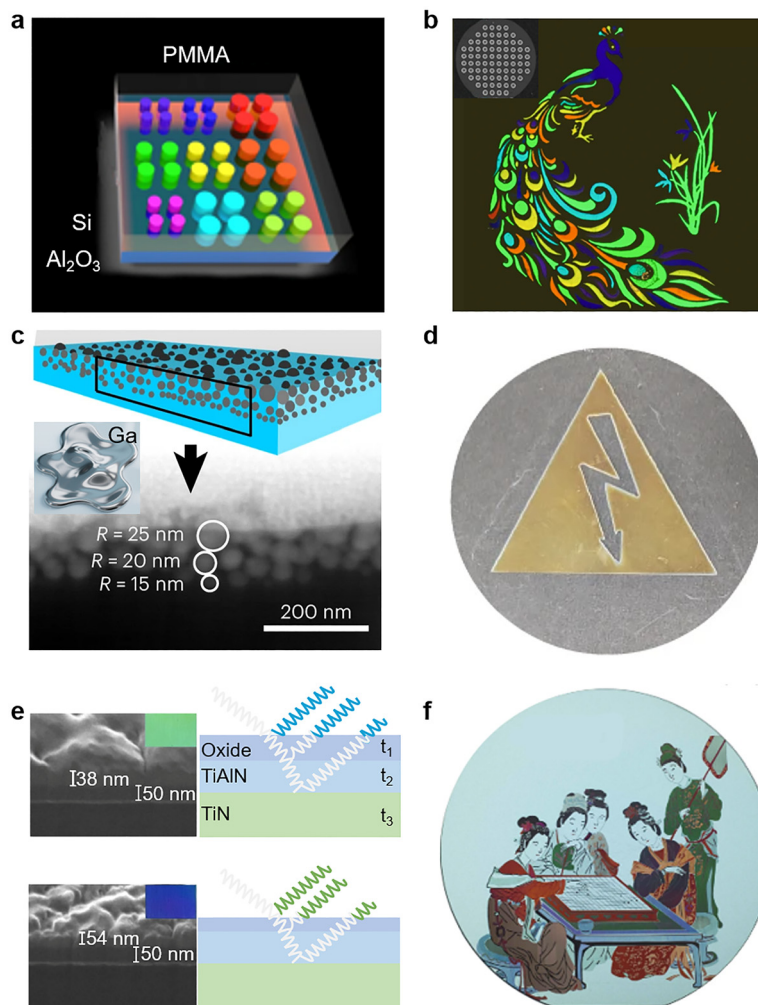 a
PMMA
Si
Al₂O₃
b
c
Ga
R = 25 nm
R = 20 nm
R = 15 nm
200 nm
d
e
38 nm
50 nm
Oxide t₁
TiAlN t₂
TiN t₃
54 nm
50 nm
f